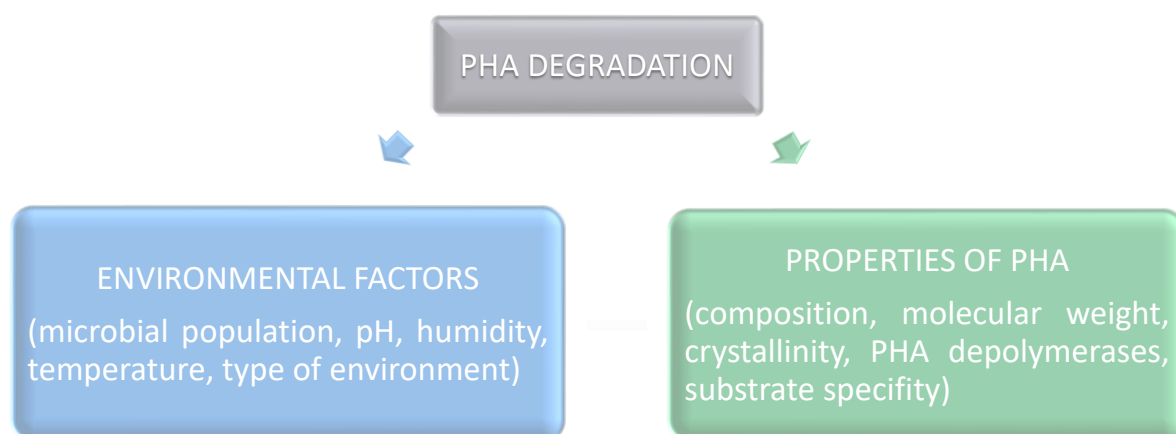 PHA DEGRADATION
ENVIRONMENTAL FACTORS
(microbial population, pH, humidity,
temperature, type of environment)
PROPERTIES OF PHA
(composition, molecular weight,
crystallinity, PHA depolymerases,
substrate specifity)